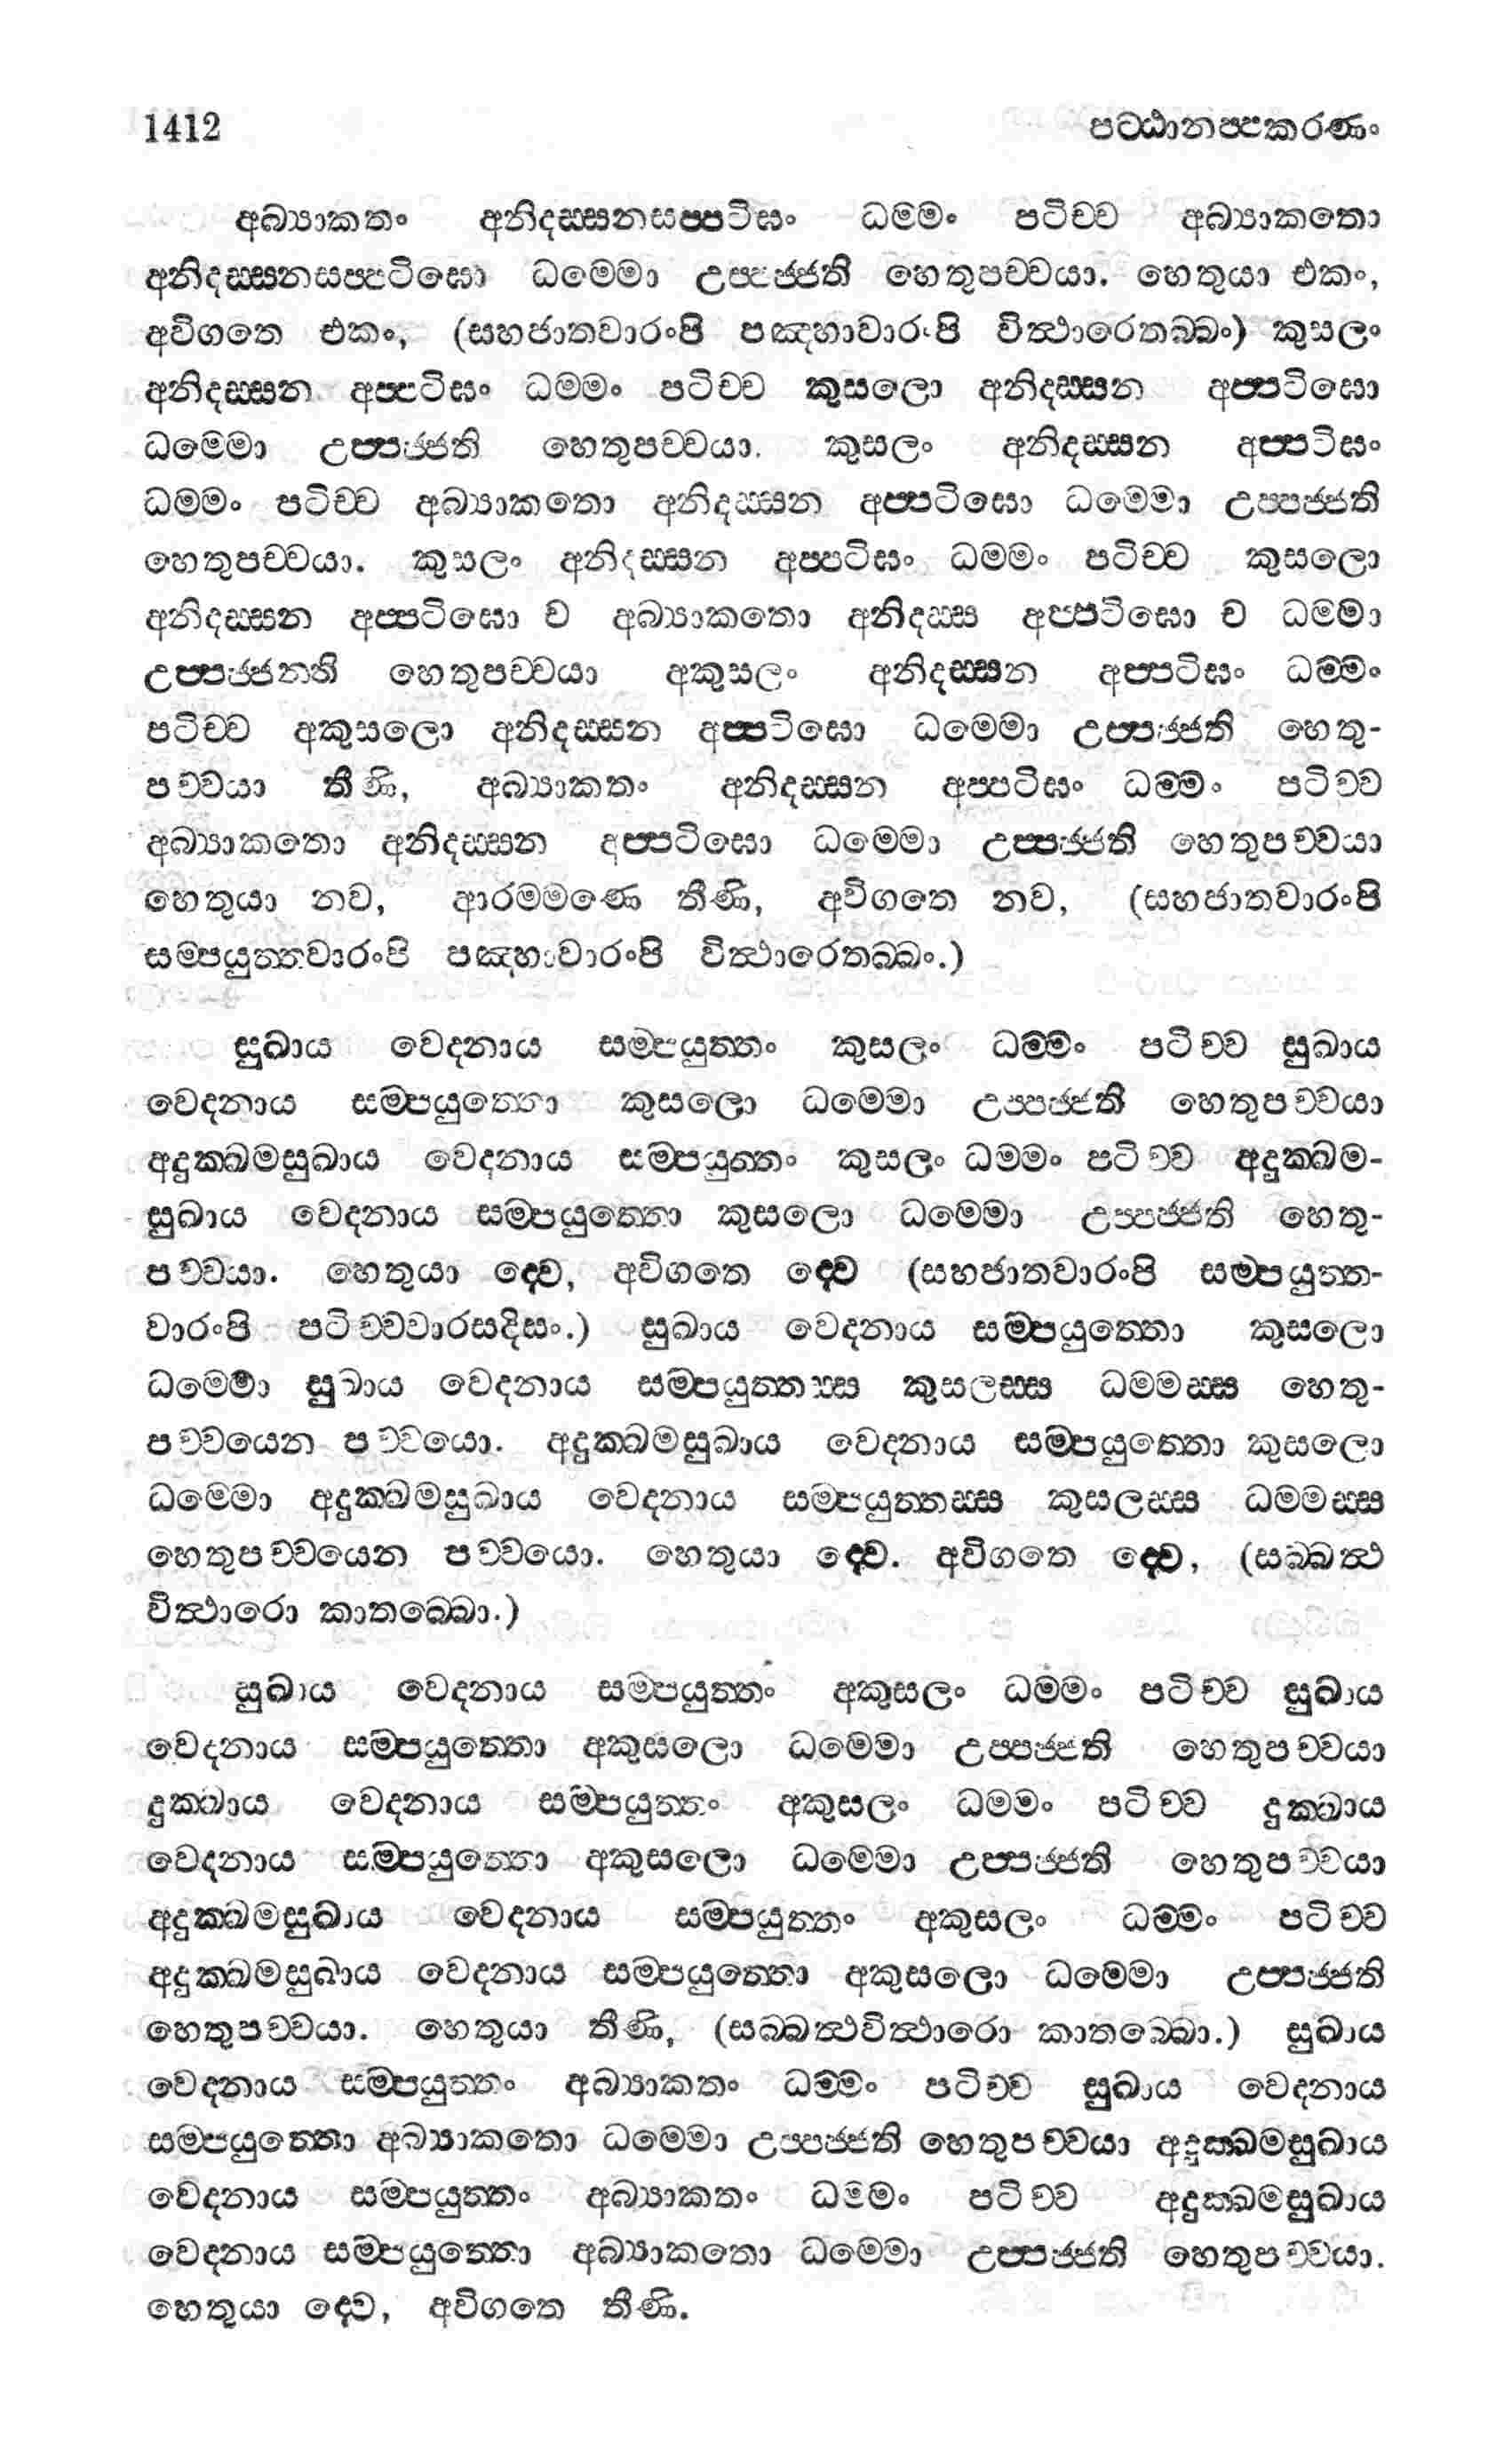 1412 පට්ඨානප්පකරණං
අබ්‍යාකතං අනිදස්සනසප්පටිඝං ධම්මං පටිච්ච අබ්‍යාකතො
අනිදස්සනසප්පටිඝො ධම්මො උප්පජ්ජති හෙතුපච්චයා. හෙතුයා එකං,
අවිගතෙ එකං, (සහජාතවාරංපි පඤ්හාවාරංපි විත්ථාරෙතබ්බං) කුසලං
අනිදස්සන අප්පටිඝං ධම්මං පටිච්ච කුසලො අනිදස්සන අප්පටිඝො
ධම්මො උප්පජ්ජති හෙතුපච්චයා. කුසලං අනිදස්සන අප්පටිඝං
ධම්මං පටිච්ච අබ්‍යාකතො අනිදස්සන අප්පටිඝො ධම්මො උප්පජ්ජති
හෙතුපච්චයා. කුසලං අනිදස්සන අප්පටිඝං ධම්මං පටිච්ච කුසලො
අනිදස්සන අප්පටිඝො ච අබ්‍යාකතො අනිදස්ස අප්පටිඝො ච ධම්මා
උප්පජ්ජන්ති හෙතුපච්චයා අකුසලං අනිදස්සන අප්පටිඝං ධම්මං
පටිච්ච අකුසලො අනිදස්සන අප්පටිඝො ධම්මො උප්පජ්ජති හෙතු-
පච්චයා තීණි, අබ්‍යාකතං අනිදස්සන අප්පටිඝං ධම්මං පටිච්ච
අබ්‍යාකතො අනිදස්සන අප්පටිඝො ධම්මො උප්පජ්ජති හෙතුපච්චයා
හෙතුයා නව, ආරම්මණෙ තීණි, අවිගතෙ නව, (සහජාතවාරංපි
සම්පයුත්තවාරංපි පඤ්හාවාරංපි විත්ථාරෙතබ්බං.)
සුඛාය වෙදනාය සම්පයුත්තං කුසලං ධම්මං පටිච්ච සුඛාය
වෙදනාය සම්පයුත්තො කුසලො ධම්මො උප්පජ්ජති හෙතුපච්චයා
අදුක්ඛමසුඛාය වෙදනාය සම්පයුත්තං කුසලං ධම්මං පටිච්ච අදුක්ඛම-
සුඛාය වෙදනාය සම්පයුත්තො කුසලො ධම්මො උප්පජ්ජති හෙතු-
පච්චයා. හෙතුයා ද්වෙ, අවිගතෙ ද්වෙ (සහජාතවාරංපි සම්පයුත්ත-
වාරංපි පටිච්චවාරසදිසං.) සුඛාය වෙදනාය සම්පයුත්තො කුසලො
ධම්මො සුඛාය වෙදනාය සම්පයුත්තස්ස කුසලස්ස ධම්මස්ස හෙතු-
පච්චයෙන පච්චයො. අදුක්ඛමසුඛාය වෙදනාය සම්පයුත්තො කුසලො
ධම්මො අදුක්ඛමසුඛාය වෙදනාය සම්පයුත්තස්ස කුසලස්ස ධම්මස්ස
හෙතුපච්චයෙන පච්චයො. හෙතුයා ද්වෙ. අවිගතෙ ද්වෙ, (සබ්බත්ථ
විත්ථාරො කාතබ්බො.)
සුඛාය වෙදනාය සම්පයුත්තං අකුසලං ධම්මං පටිච්ච සුඛාය
වෙදනාය සම්පයුත්තො අකුසලො ධම්මො උප්පජ්ජති හෙතුපච්චයා
දුක්ඛාය වෙදනාය සම්පයුත්තං අකුසලං ධම්මං පටිච්ච දුක්ඛාය
වෙදනාය සම්පයුත්තො අකුසලො ධම්මො උප්පජ්ජති හෙතුපච්චයා
අදුක්ඛමසුඛාය වෙදනාය සම්පයුත්තං අකුසලං ධම්මං පටිච්ච
අදුක්ඛමසුඛාය වෙදනාය සම්පයුත්තො අකුසලො ධම්මො උප්පජ්ජති
හෙතුපච්චයා. හෙතුයා තීණි, (සබ්බත්ථවිත්ථාරො කාතබ්බො.) සුඛාය
වෙදනාය සම්පයුත්තං අබ්‍යාකතං ධම්මං පටිච්ච සුඛාය වෙදනාය
සම්පයුත්තො අබ්‍යාකතො ධම්මො උප්පජ්ජති හෙතුපච්චයා අදුක්ඛමසුඛාය
වෙදනාය සම්පයුත්තං අබ්‍යාකතං ධම්මං පටිච්ච අදුක්ඛමසුඛාය
වෙදනාය සම්පයුත්තො අබ්‍යාකතො ධම්මො උප්පජ්ජති හෙතුපච්චයා.
හෙතුයා ද්වෙ, අවිගතෙ තීණි.